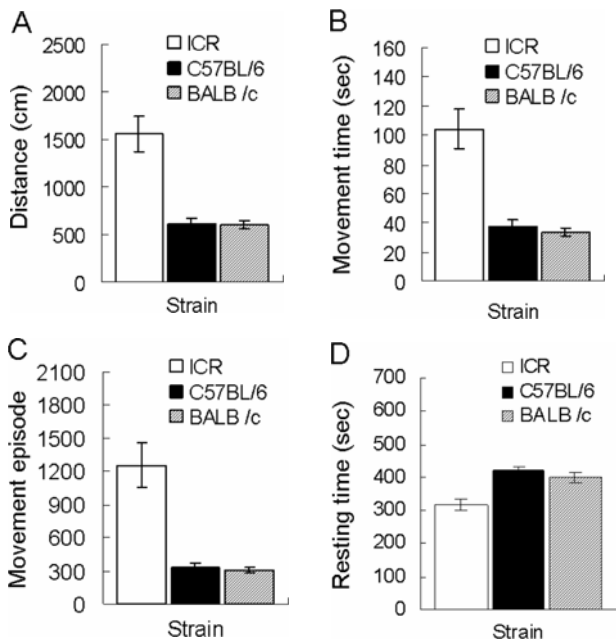 A
ICR
C57BL/6
BALB /c
Distance (cm)
2500
2000
1500
1000
500
0
Strain
B
ICR
C57BL/6
BALB /c
Movement time (sec)
160
140
120
100
80
60
40
20
0
Strain
C
ICR
C57BL/6
BALB /c
Movement episode
2100
1800
1500
1200
900
600
300
0
Strain
D
ICR
C57BL/6
BALB /c
Resting time (sec)
700
600
500
400
300
200
100
0
Strain